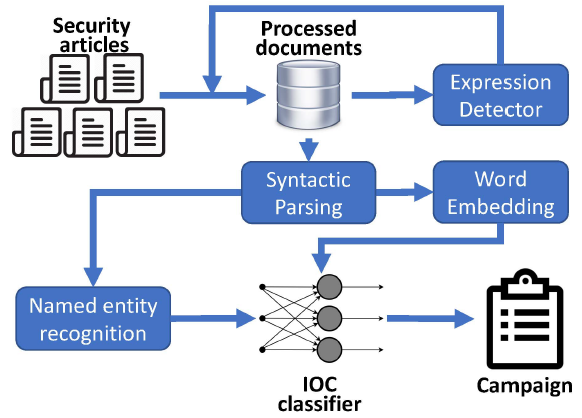 Security
articles
Processed
documents
Expression
Detector
Syntactic
Parsing
Word
Embedding
Named entity
recognition
IOC
classifier
Campaign